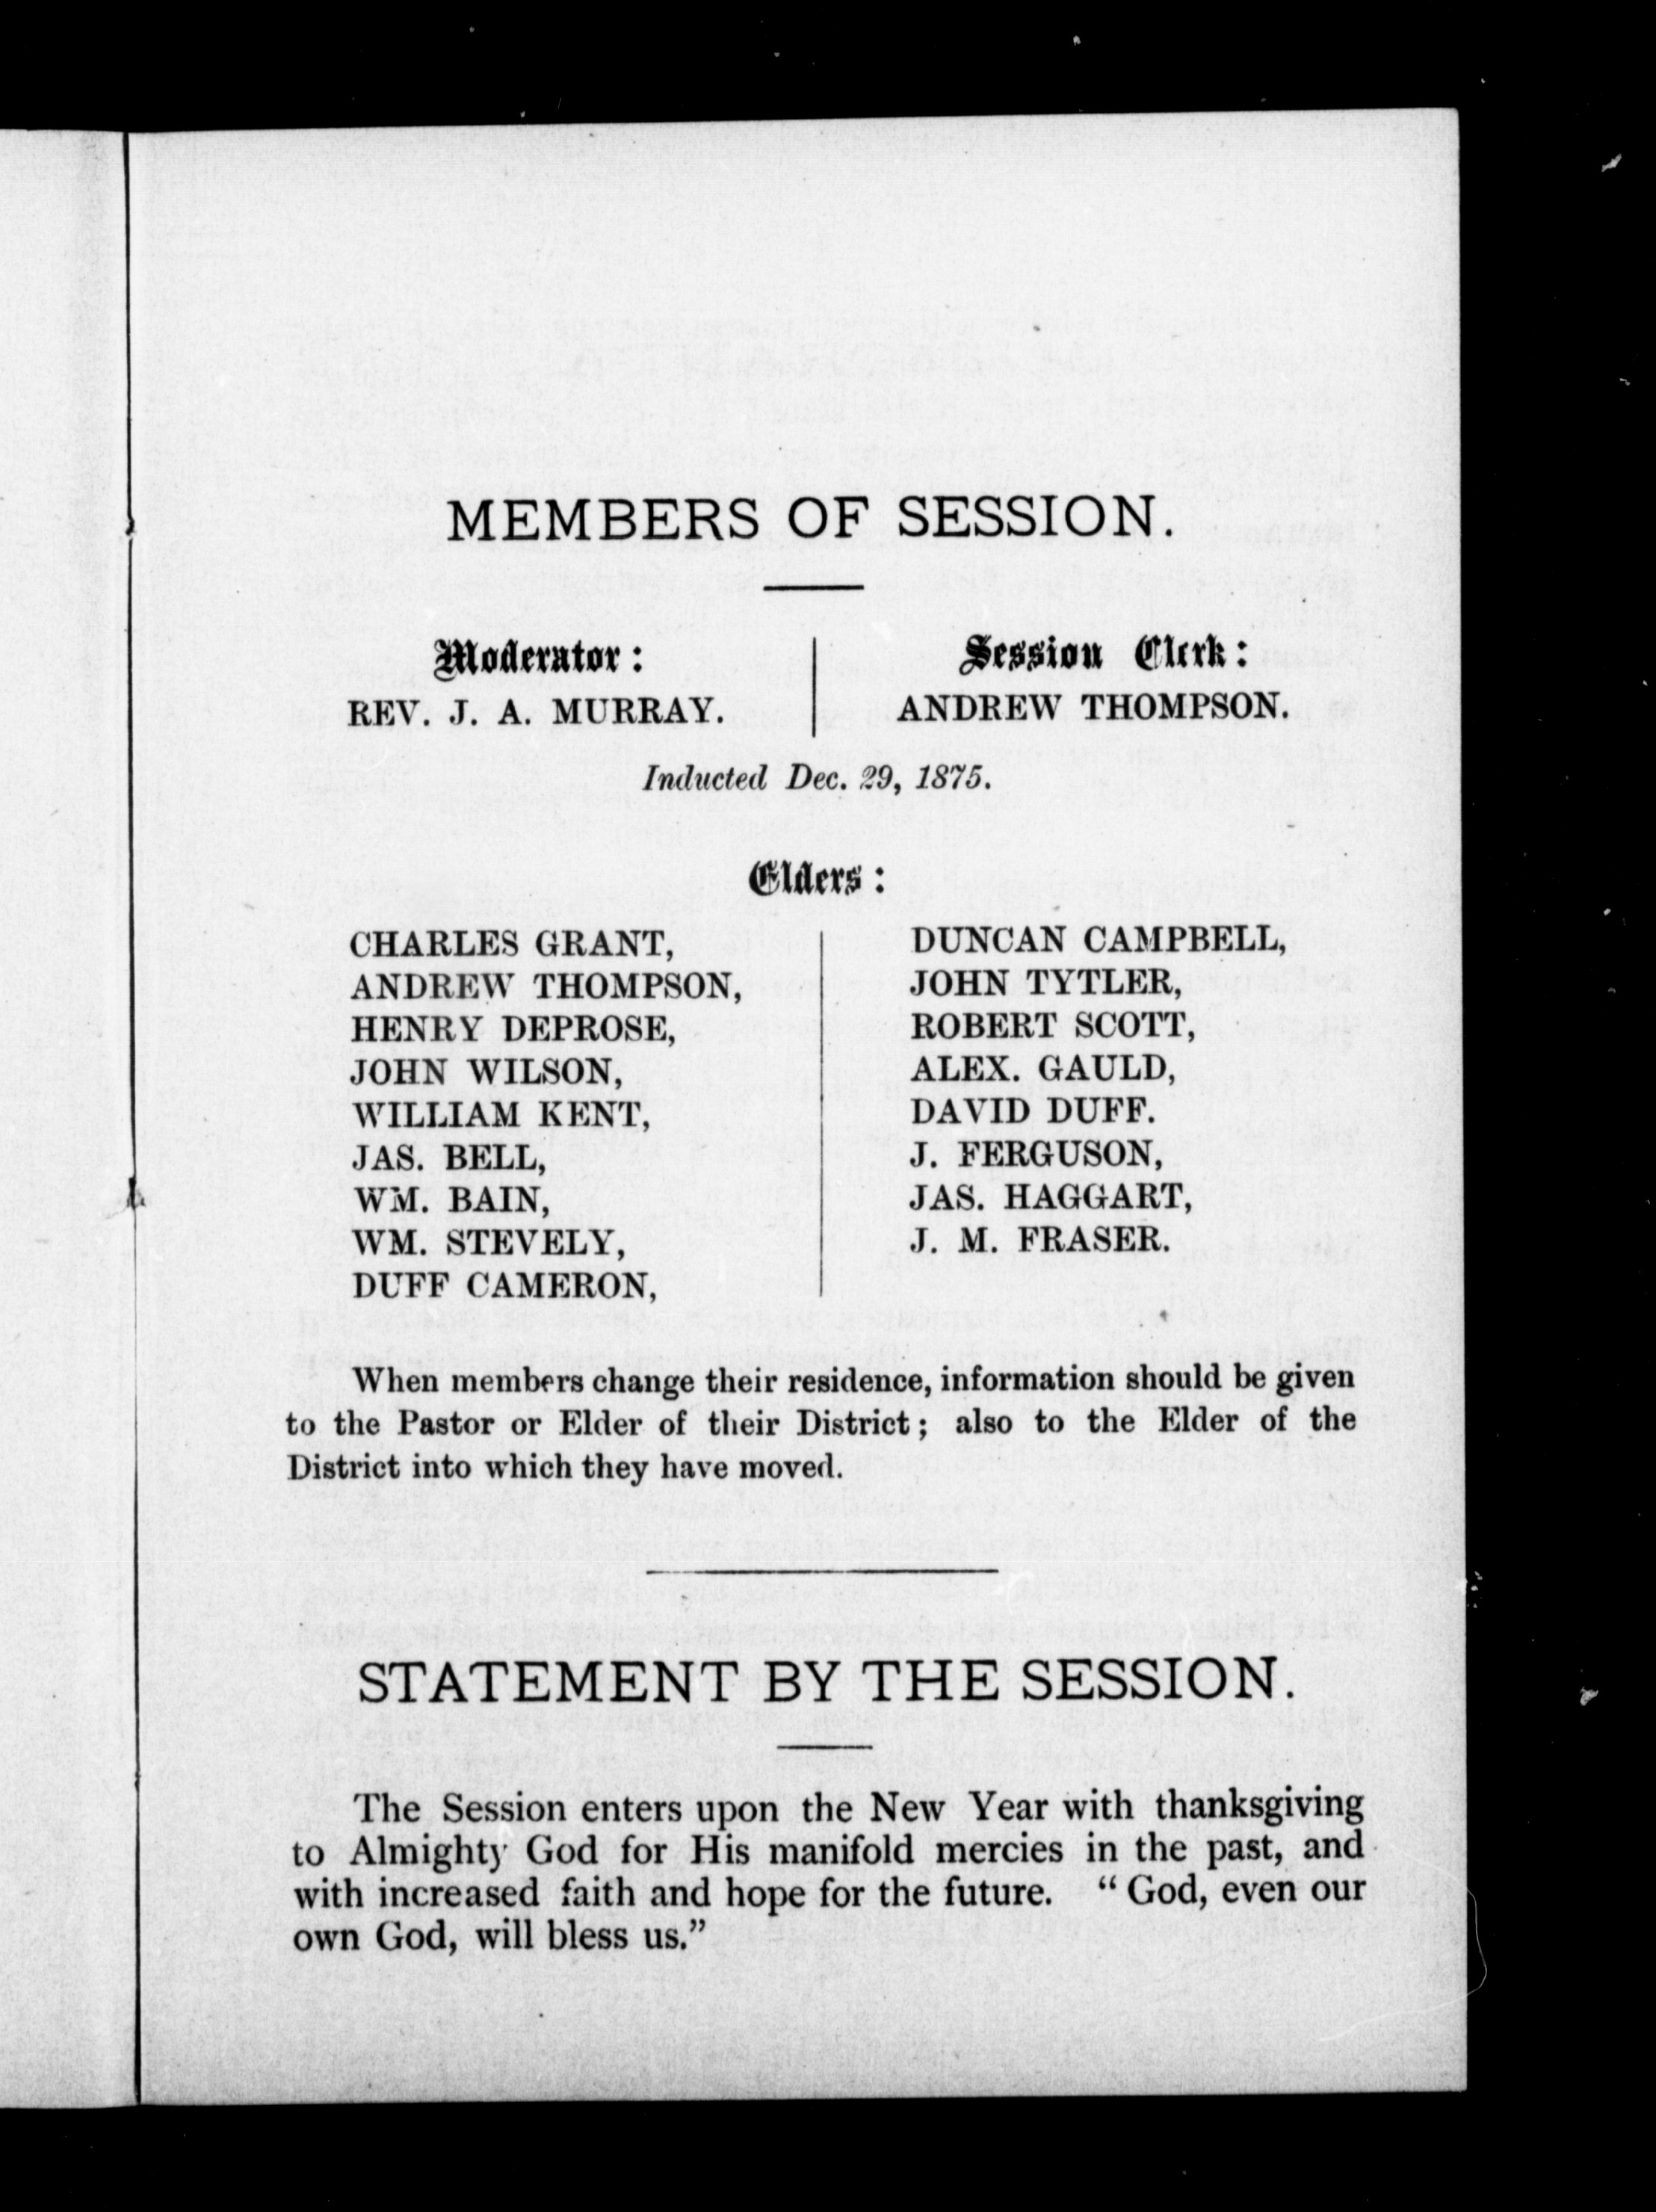 MEMBERS OF SESSION.
Moderator:
REV. J. A. MURRAY.
Session Clerk:
ANDREW THOMPSON.
Inducted Dec. 29, 1875.
Elders:
CHARLES GRANT,
ANDREW THOMPSON,
HENRY DEPROSE,
JOHN WILSON,
WILLIAM KENT,
JAS. BELL,
WM. BAIN,
WM. STEVELY,
DUFF CAMERON,
DUNCAN CAMPBELL,
JOHN TYTLER,
ROBERT SCOTT,
ALEX. GAULD,
DAVID DUFF.
J. FERGUSON,
JAS. HAGGART,
J. M. FRASER.
When members change their residence, information should be given
to the Pastor or Elder of their District; also to the Elder of the
District into which they have moved.
STATEMENT BY THE SESSION.
The Session enters upon the New Year with thanksgiving
to Almighty God for His manifold mercies in the past, and
with increased faith and hope for the future. "God, even our
own God, will bless us."